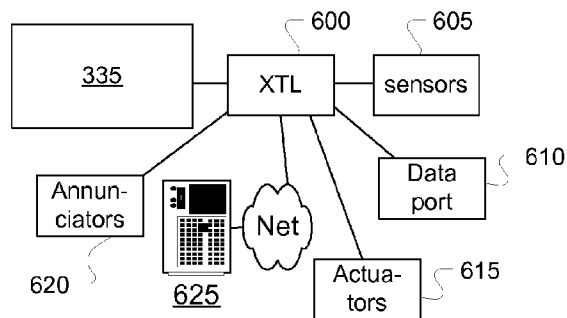 600
605
335
XTL
sensors
610
Data
port
Annun-
ciators
Net
620
625
Actua-
tors
615